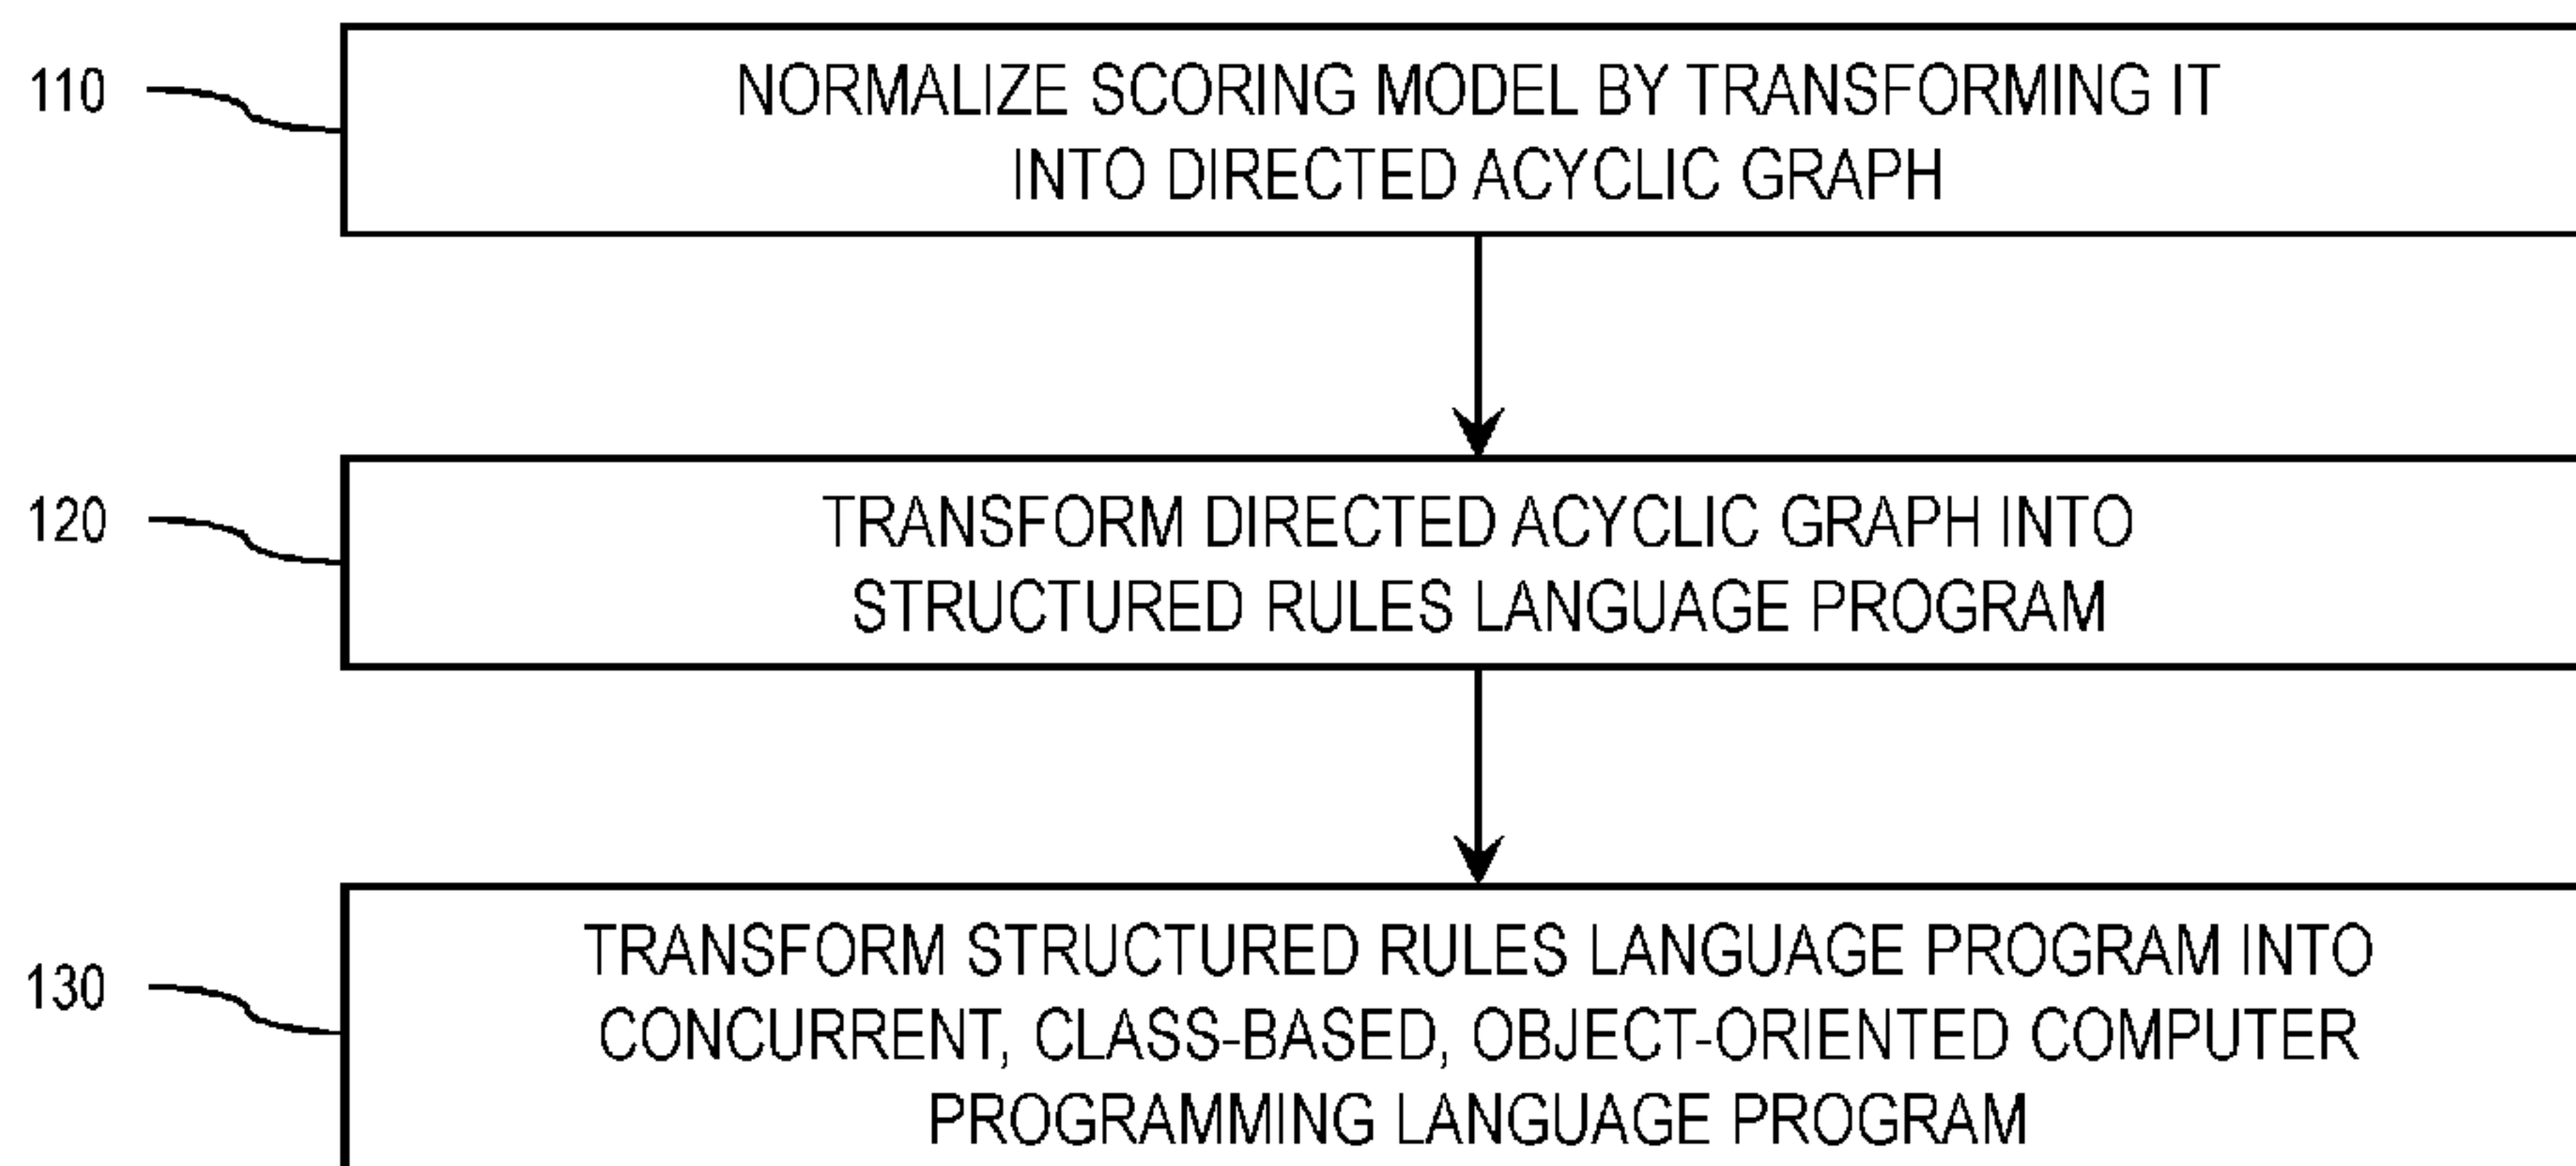 110
NORMALIZE SCORING MODEL BY TRANSFORMING IT
INTO DIRECTED ACYCLIC GRAPH
120
TRANSFORM DIRECTED ACYCLIC GRAPH INTO
STRUCTURED RULES LANGUAGE PROGRAM
130
TRANSFORM STRUCTURED RULES LANGUAGE PROGRAM INTO
CONCURRENT, CLASS-BASED, OBJECT-ORIENTED COMPUTER
PROGRAMMING LANGUAGE PROGRAM